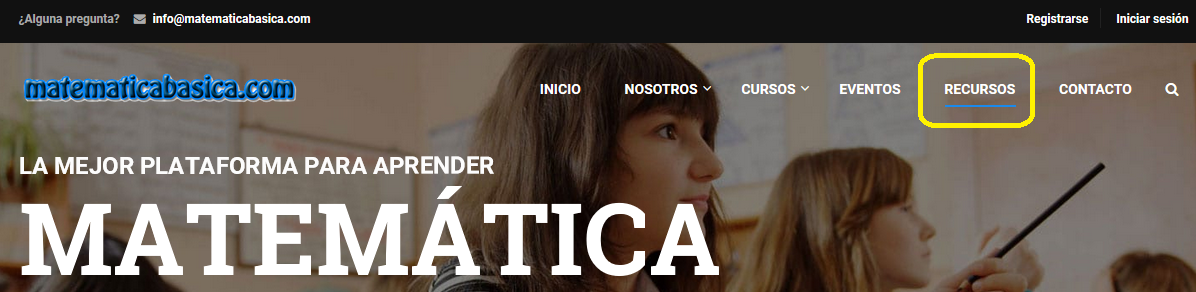 ¿Alguna pregunta? info@matematicabasica.com Registrarse Iniciar sesión
matematicabasica.com INICIO NOSOTROS CURSOS EVENTOS RECURSOS CONTACTO
LA MEJOR PLATAFORMA PARA APRENDER
MATEMÁTICA